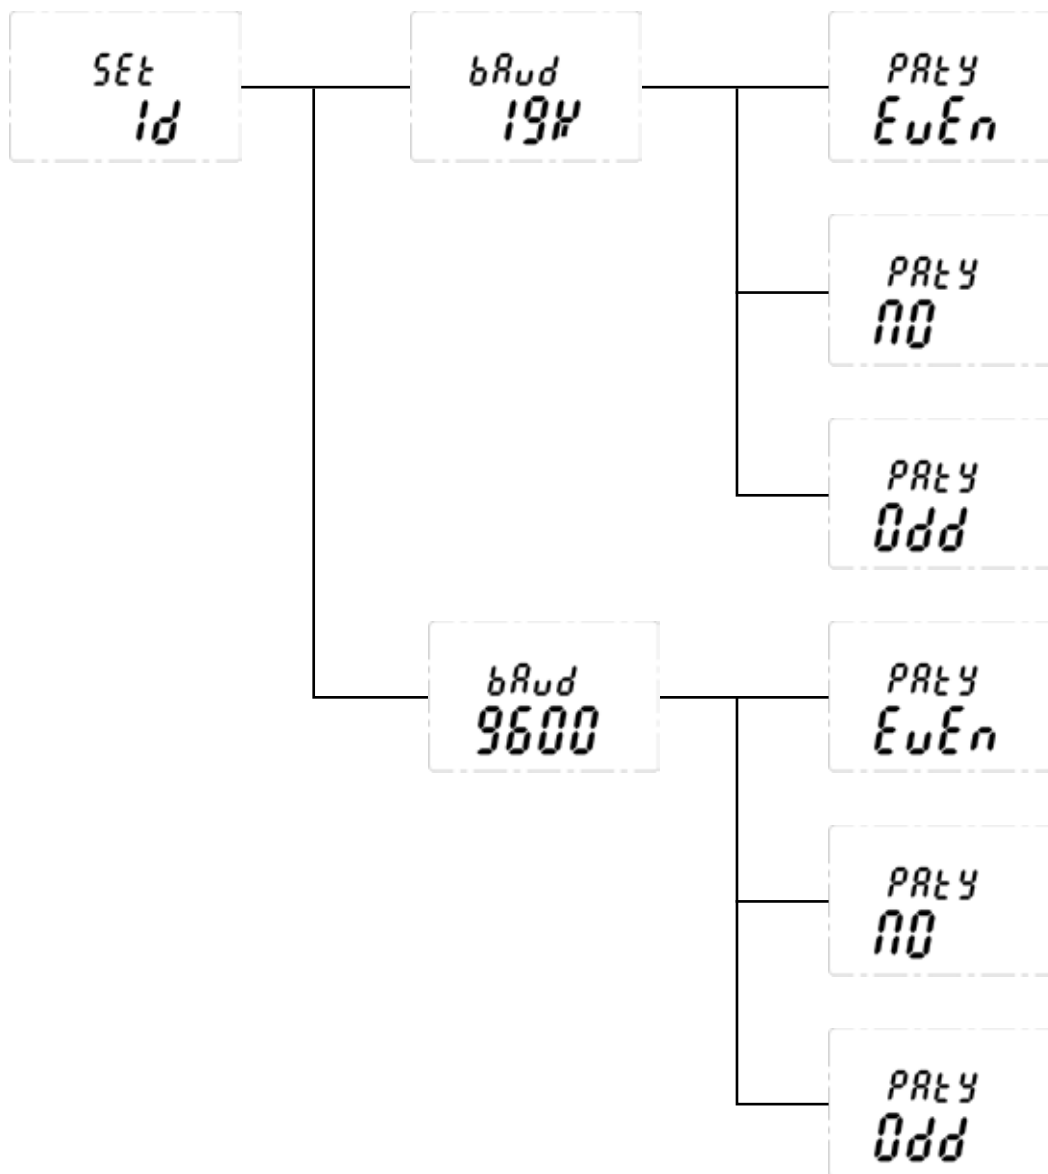 SEt
Id
bAud
19K
PAtY
EvEn
PAtY
NO
PAtY
Odd
bAud
9600
PAtY
EvEn
PAtY
NO
PAtY
Odd